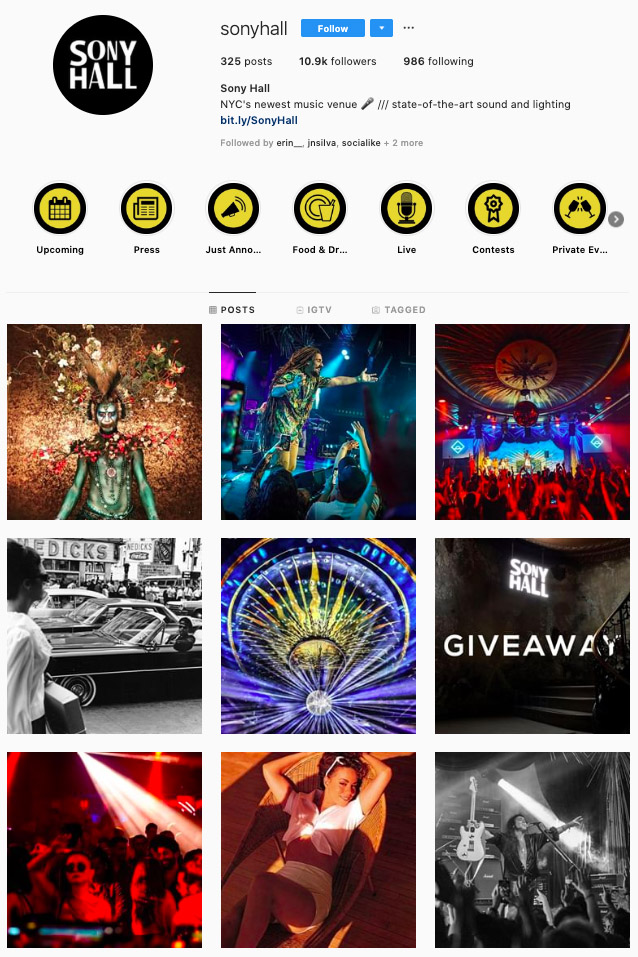 SONY
HALL
sonyhall
Follow
325 posts 10.9k followers 986 following
Sony Hall
NYC's newest music venue 🎤 /// state-of-the-art sound and lighting
bit.ly/SonyHall
Followed by erin__, jnsilva, socialike + 2 more
Upcoming Press Just Anno... Food & Dr... Live Contests Private Ev...
POSTS IGTV TAGGED
NEDICKS
NEDICKS
SONY
HALL
GIVEAWAY